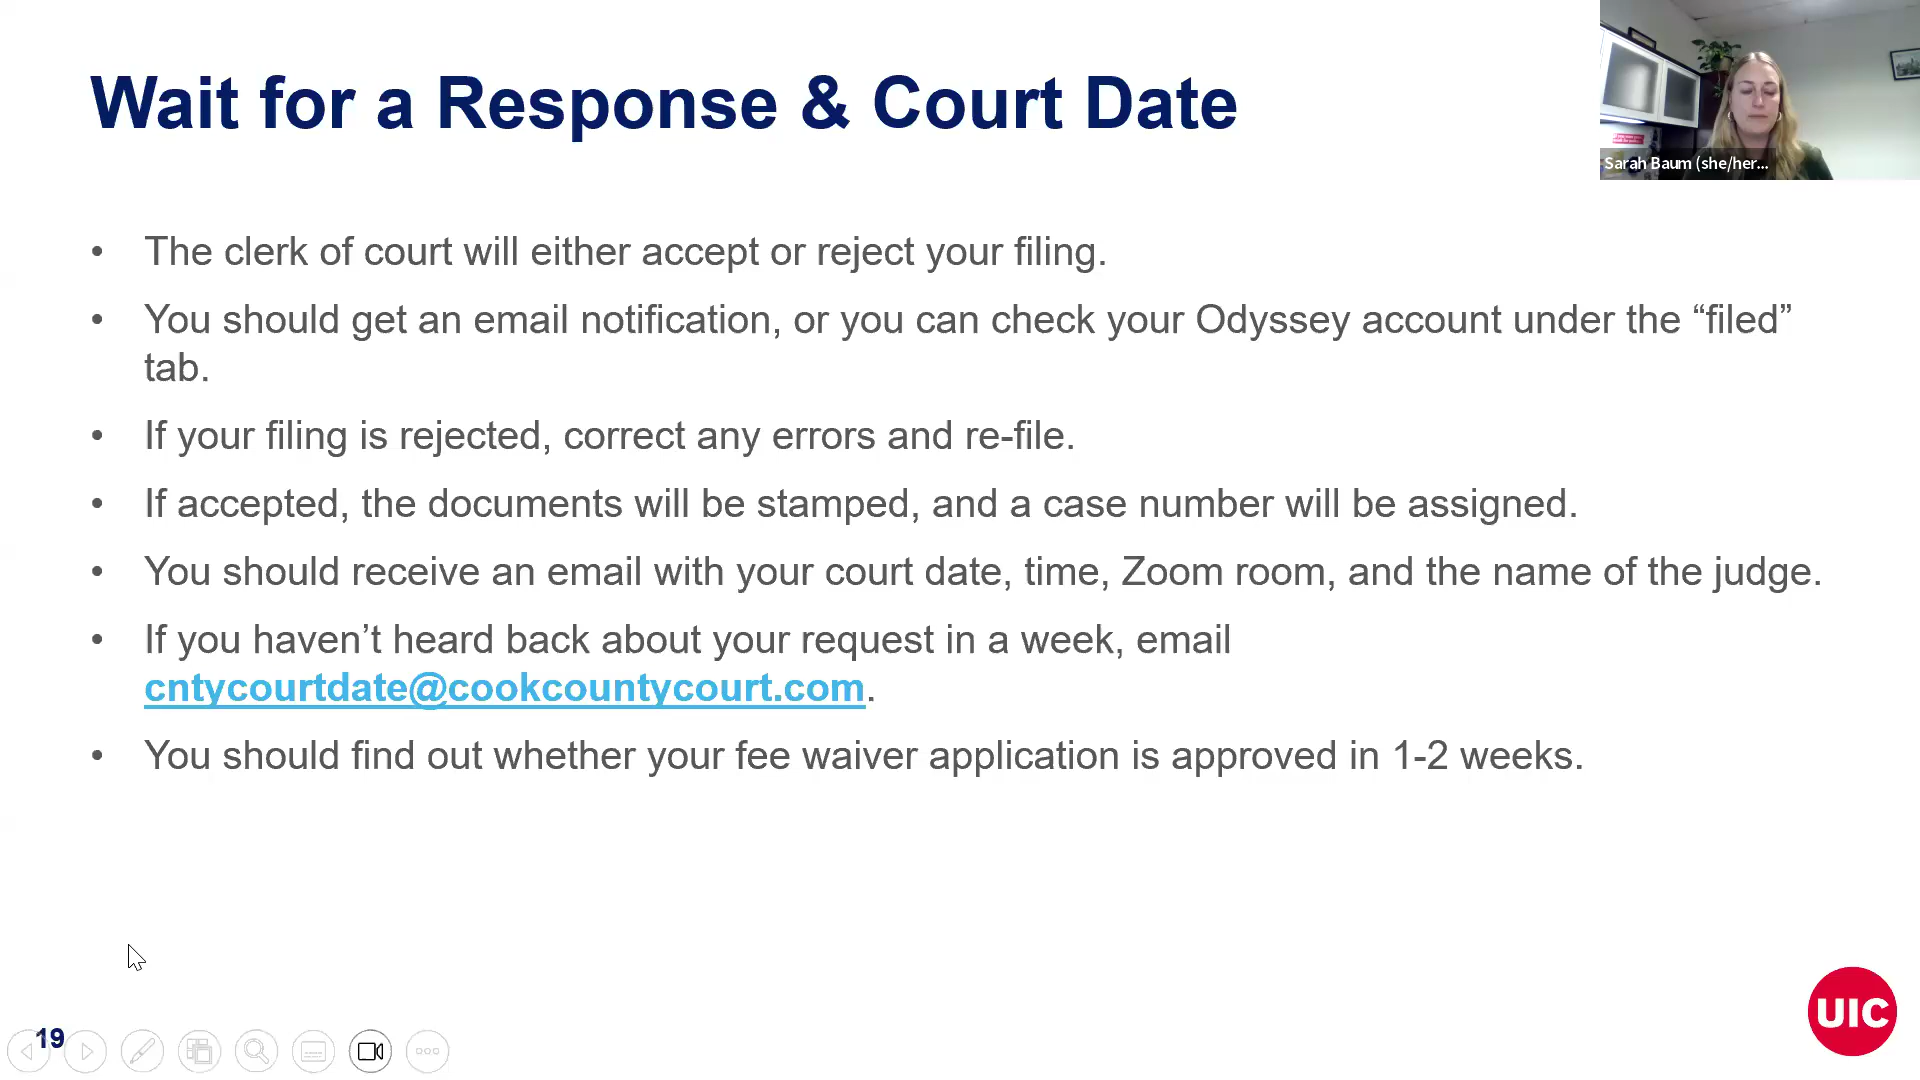 Wait for a Response & Court Date
Sarah Baum (she/her...
• The clerk of court will either accept or reject your filing.
• You should get an email notification, or you can check your Odyssey account under the “filed”
tab.
• If your filing is rejected, correct any errors and re-file.
• If accepted, the documents will be stamped, and a case number will be assigned.
• You should receive an email with your court date, time, Zoom room, and the name of the judge.
• If you haven’t heard back about your request in a week, email
cntycourtdate@cookcountycourt.com.
• You should find out whether your fee waiver application is approved in 1-2 weeks.
19
UIC